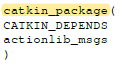 catkin_package(
CATKIN_DEPENDS
actionlib_msgs
)